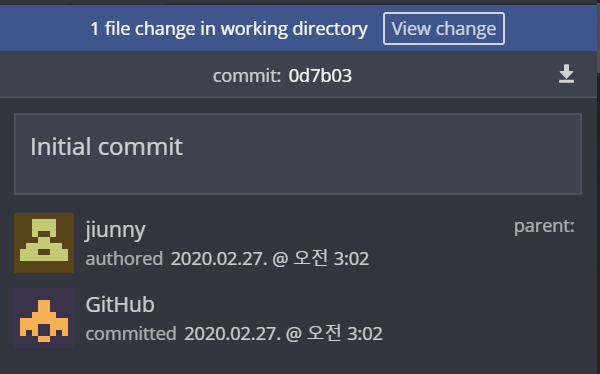 1 file change in working directory View change
commit: 0d7b03
Initial commit
jiunny parent:
authored 2020.02.27. @ 오전 3:02
GitHub
committed 2020.02.27. @ 오전 3:02